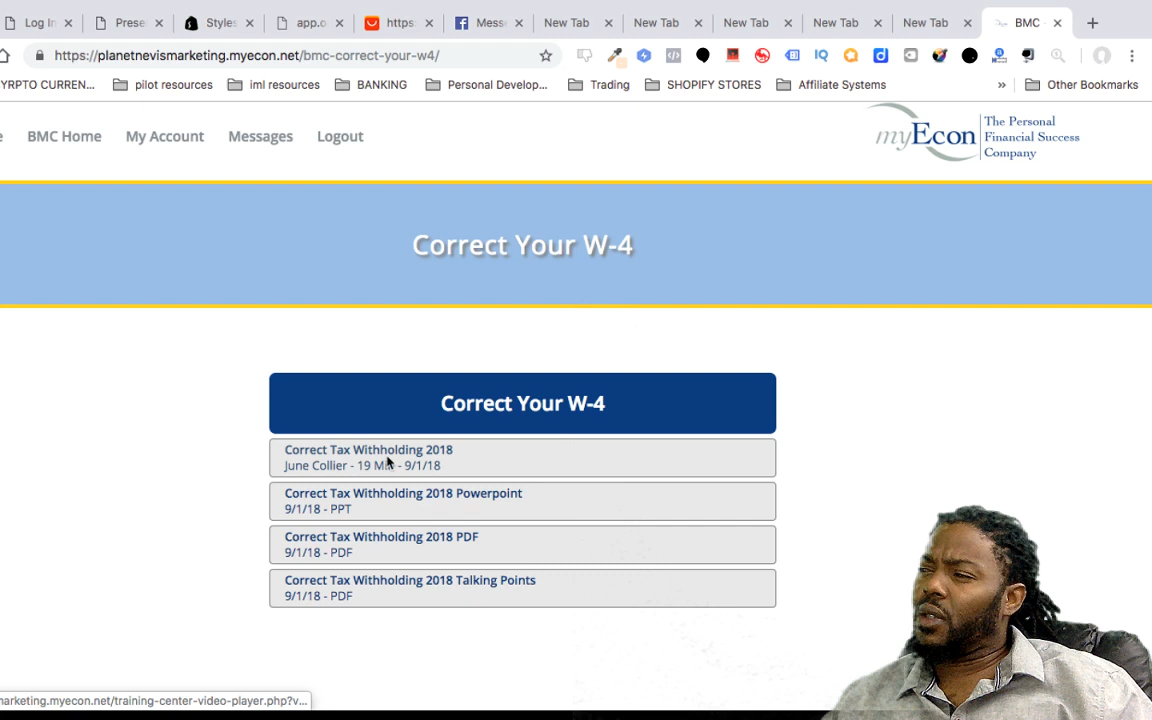 Log In
Prese
Styles
app.o
https:
Mess
New Tab
New Tab
New Tab
New Tab
New Tab
BMC
https://planetnevismarketing.myecon.net/bmc-correct-your-w4/
YRPTO CURREN...
pilot resources
iml resources
BANKING
Personal Develop...
Trading
SHOPIFY STORES
Affiliate Systems
»
Other Bookmarks
e
BMC Home
My Account
Messages
Logout
myEcon
The Personal
Financial Success
Company
Correct Your W-4
Correct Your W-4
Correct Tax Withholding 2018
June Collier - 19 Min - 9/1/18
Correct Tax Withholding 2018 Powerpoint
9/1/18 - PPT
Correct Tax Withholding 2018 PDF
9/1/18 - PDF
Correct Tax Withholding 2018 Talking Points
9/1/18 - PDF
marketing.myecon.net/training-center-video-player.php?v...